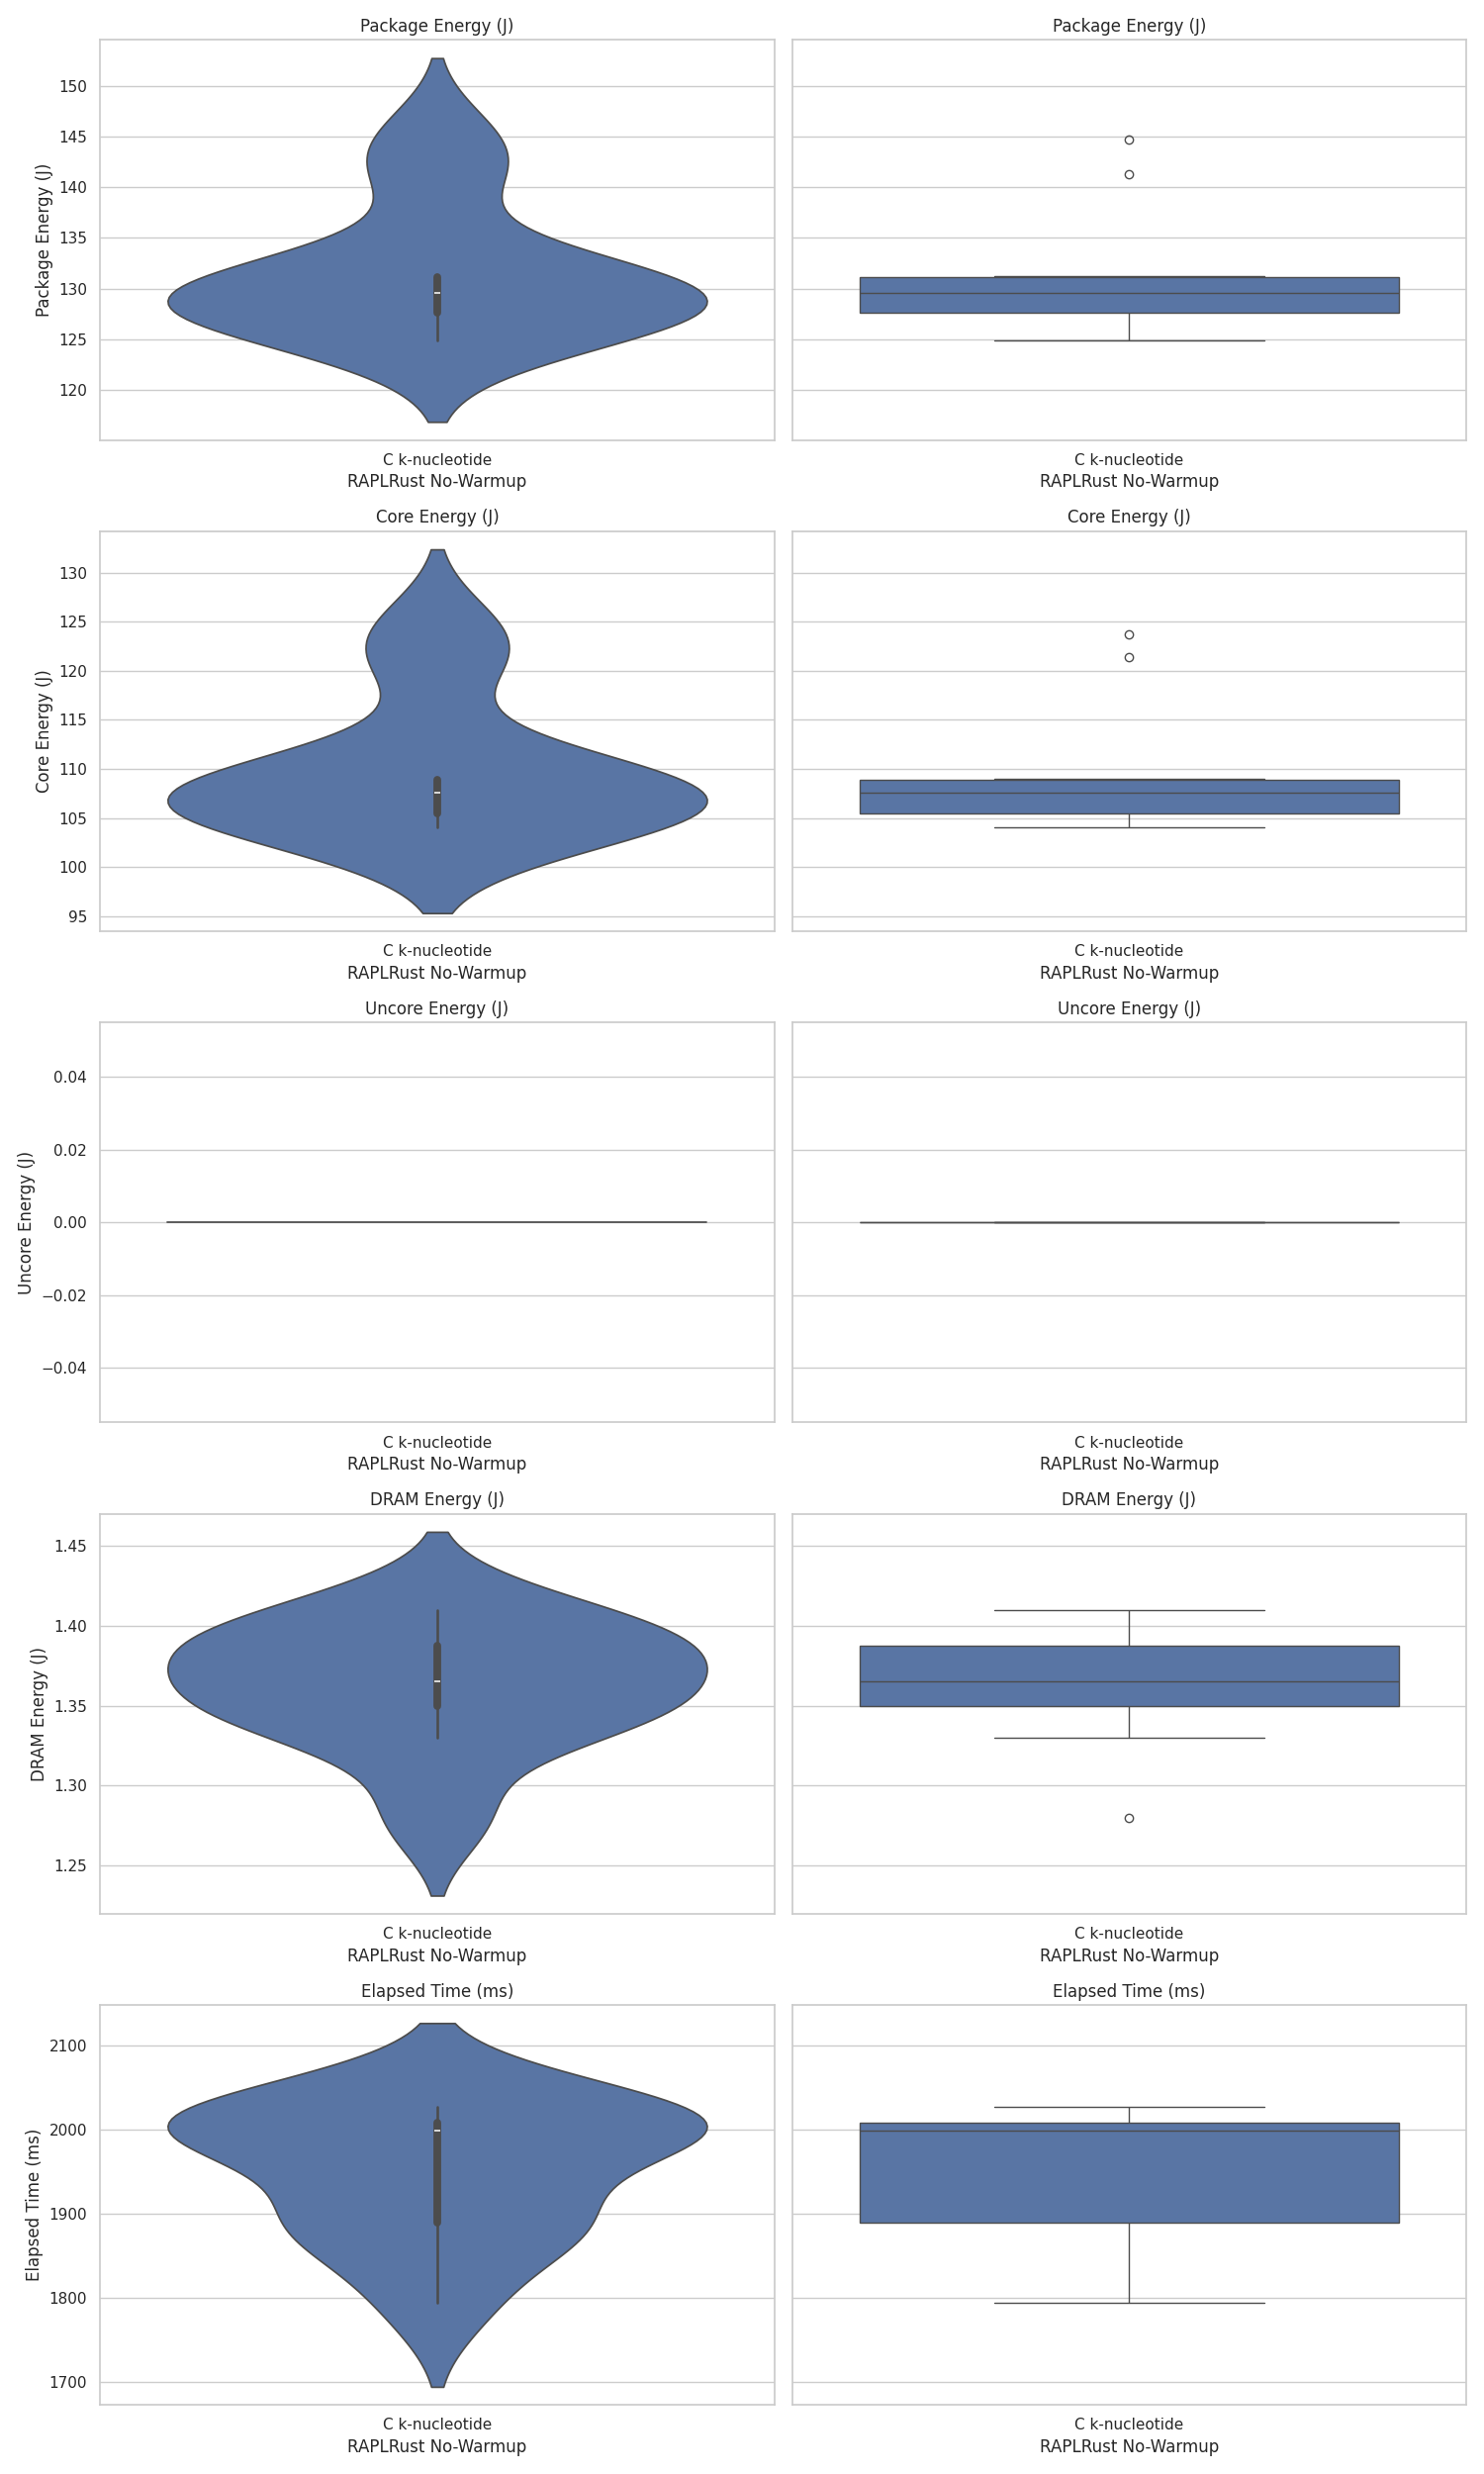 Package Energy (J)
Package Energy (J)
Package Energy (J)
150
145
140
135
130
125
120
C k-nucleotide
C k-nucleotide
RAPLRust No-Warmup
RAPLRust No-Warmup
Core Energy (J)
Core Energy (J)
Core Energy (J)
130
125
120
115
110
105
100
95
C k-nucleotide
C k-nucleotide
RAPLRust No-Warmup
RAPLRust No-Warmup
Uncore Energy (J)
Uncore Energy (J)
Uncore Energy (J)
0.04
0.02
0.00
−0.02
−0.04
C k-nucleotide
C k-nucleotide
RAPLRust No-Warmup
RAPLRust No-Warmup
DRAM Energy (J)
DRAM Energy (J)
DRAM Energy (J)
1.45
1.40
1.35
1.30
1.25
C k-nucleotide
C k-nucleotide
RAPLRust No-Warmup
RAPLRust No-Warmup
Elapsed Time (ms)
Elapsed Time (ms)
Elapsed Time (ms)
2100
2000
1900
1800
1700
C k-nucleotide
C k-nucleotide
RAPLRust No-Warmup
RAPLRust No-Warmup